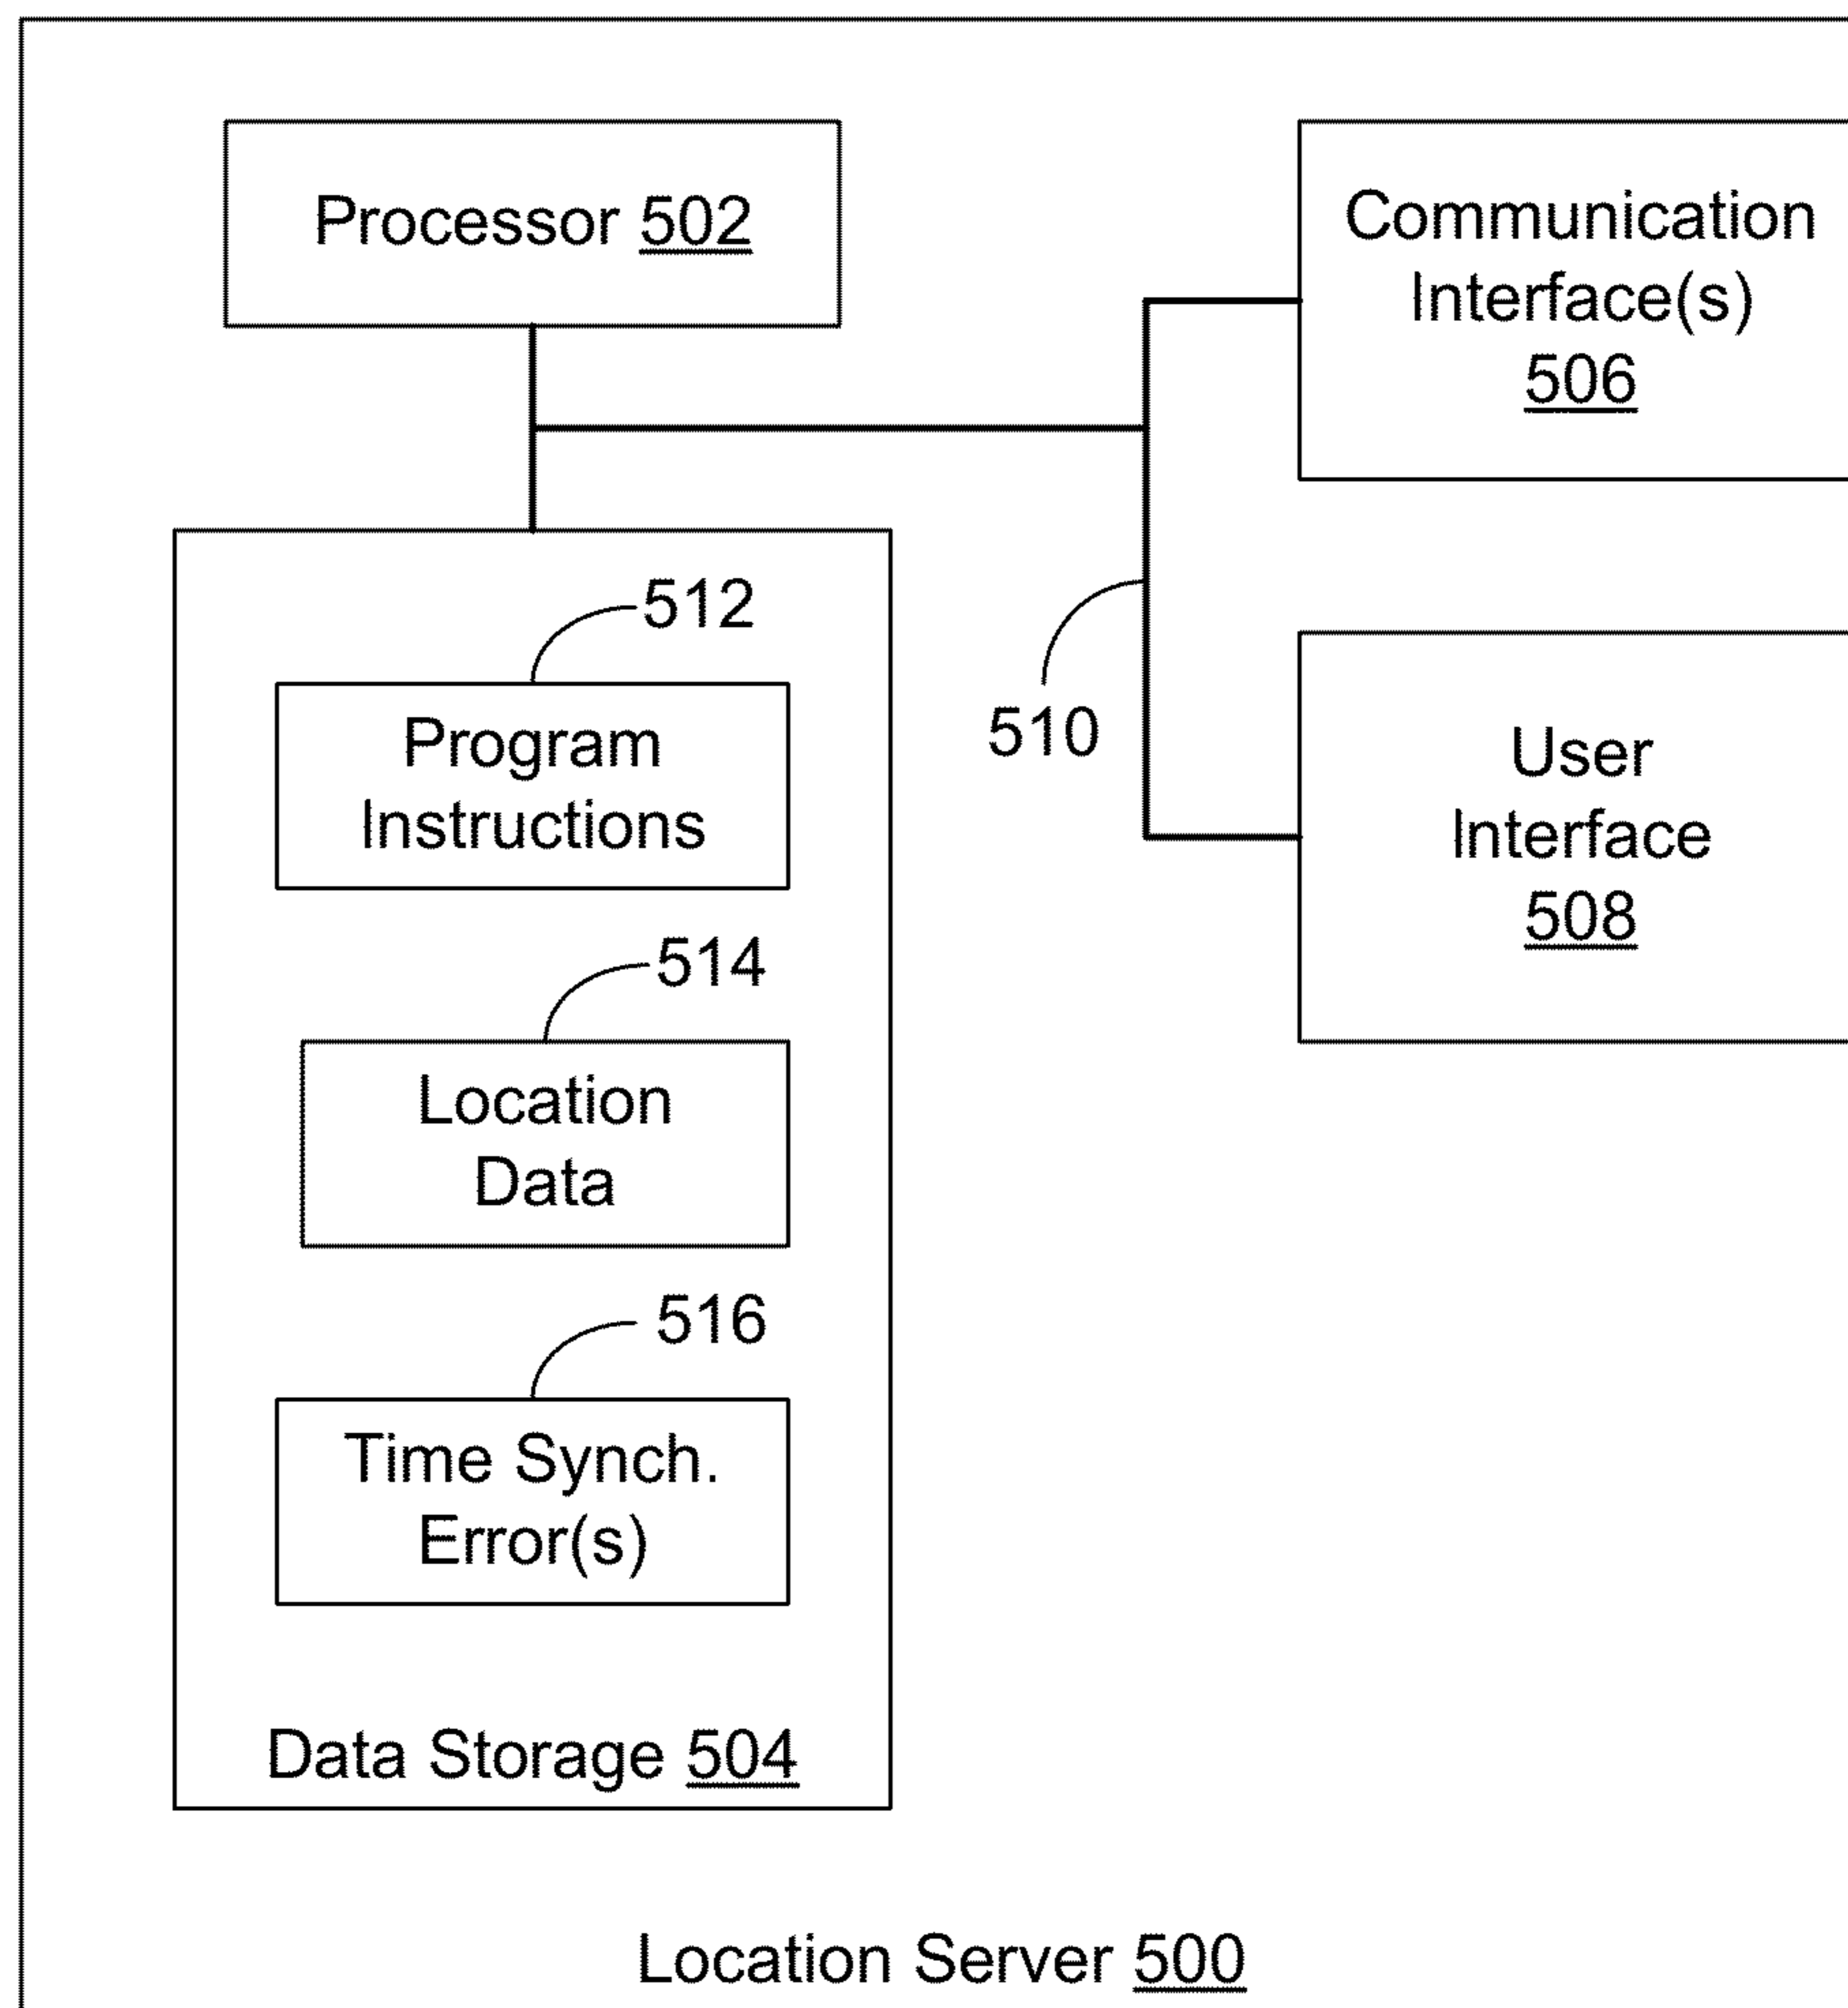 Processor 502
Communication
Interface(s)
506
512
Program
Instructions
510
User
Interface
508
514
Location
Data
516
Time Synch.
Error(s)
Data Storage 504
Location Server 500